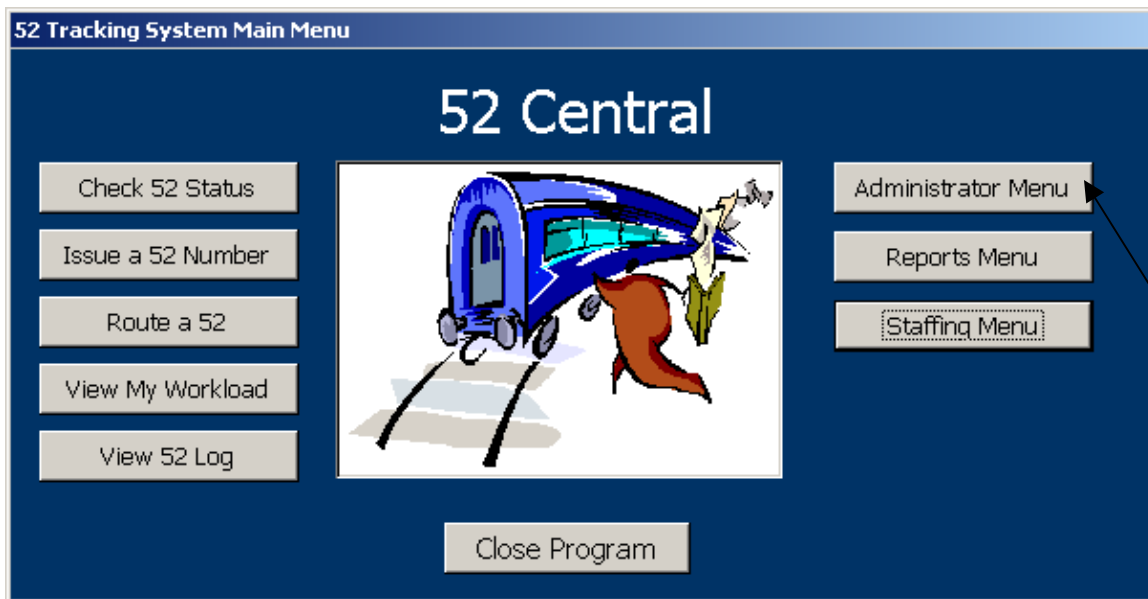 52 Tracking System Main Menu
52 Central
Check 52 Status
Issue a 52 Number
Route a 52
View My Workload
View 52 Log
Administrator Menu
Reports Menu
Staffing Menu
Close Program